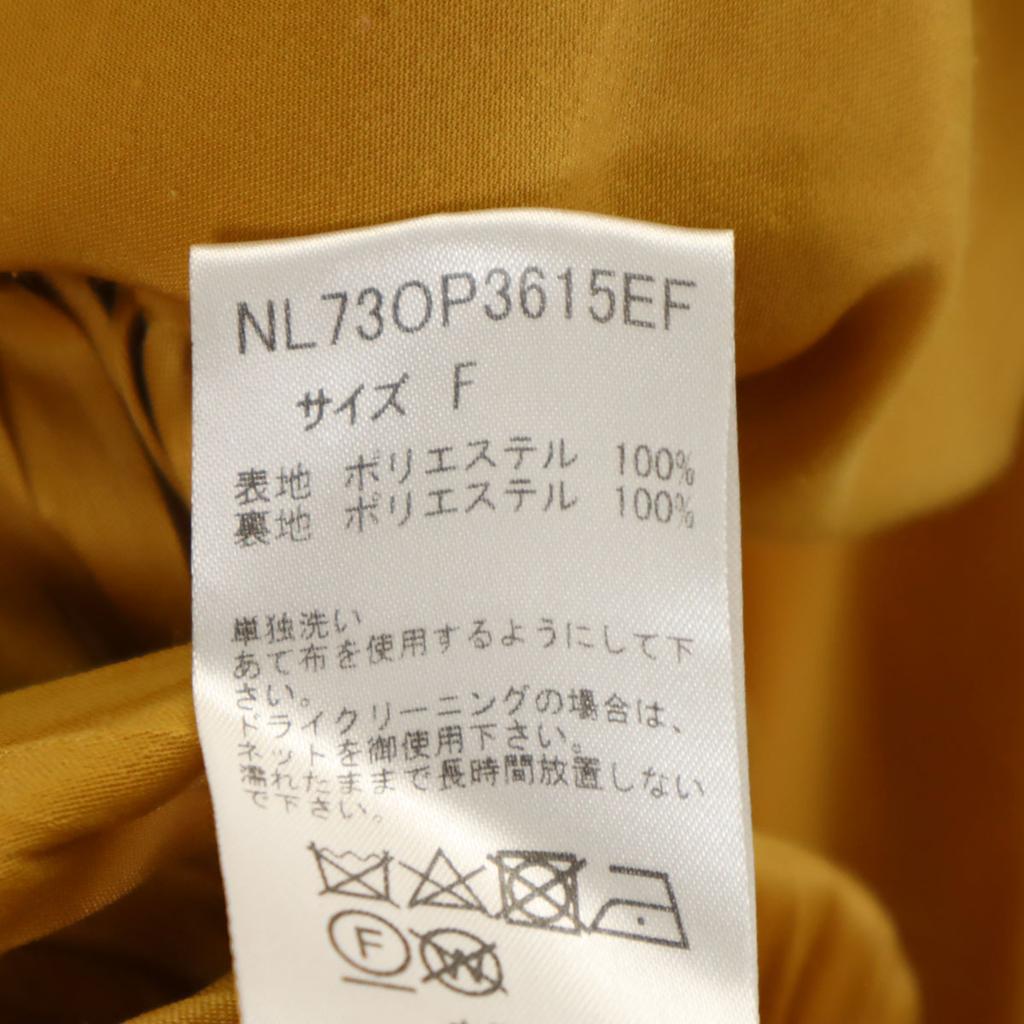 NL73OP3615EF
サイズ F
表地 ポリエステル 100%
裏地 ポリエステル 100%
単独洗い
あて布を使用するようにして下
さい。
ドライクリーニングの場合は、
ネットを御使用下さい。
濡れたままで長時間放置しない
で下さい。
F
W